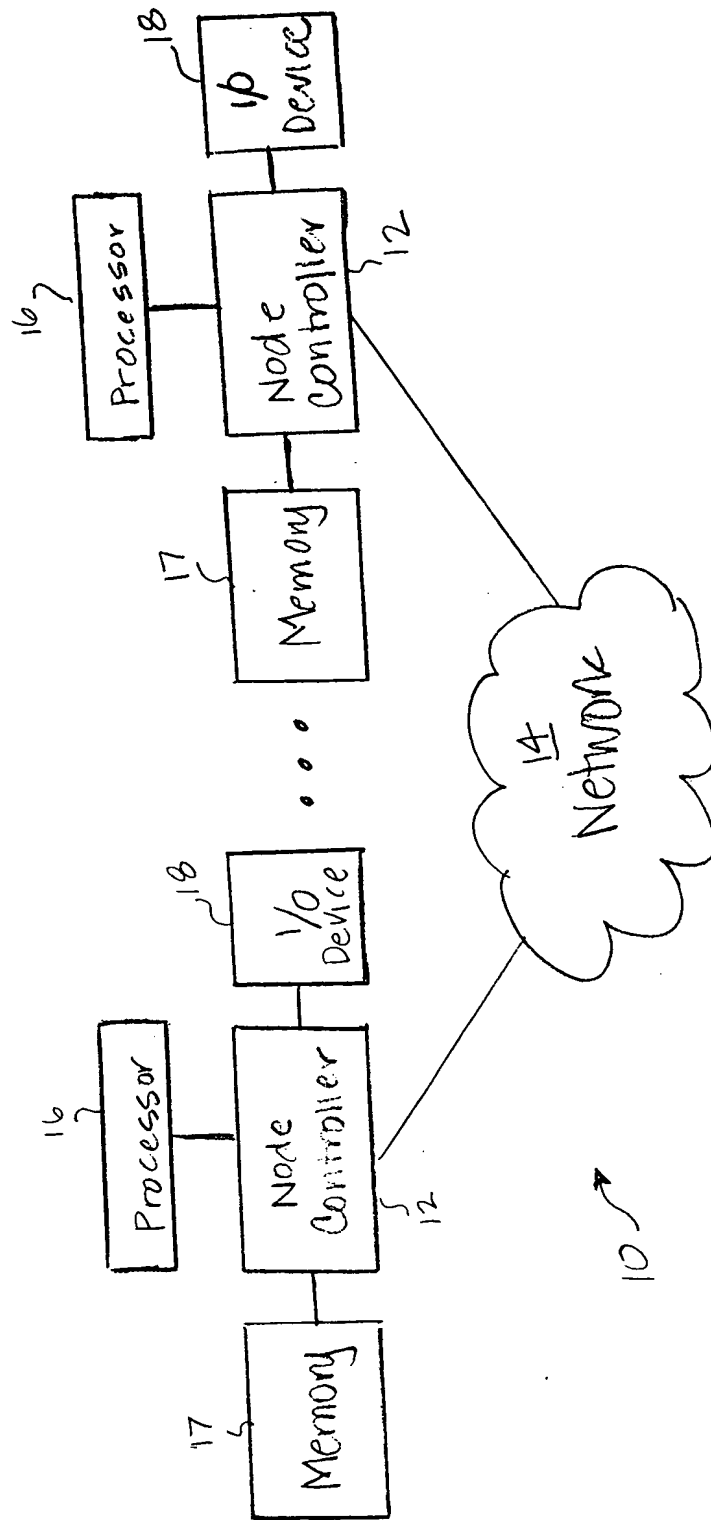 16
Processor
16
Processor
17
Memory
Node
Controller
12
18
I/O
Device
17
Memory
Node
Controller
12
18
I/O
Device
14
Network
10